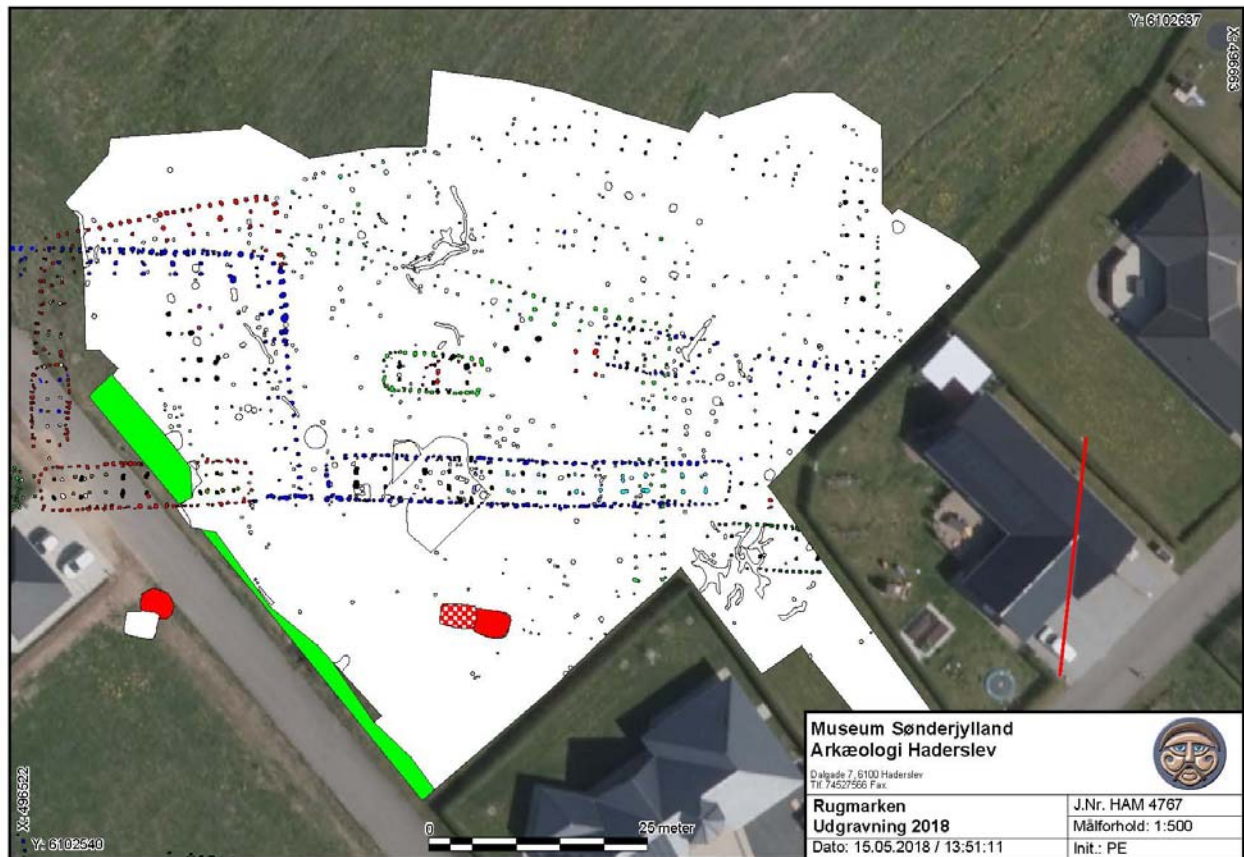 Y: 6102637
X: 496663
X: 496522
Y: 6102540
0 25 meter
Museum Sønderjylland
Arkæologi Haderslev
Dalgade 7, 6100 Haderslev
Tlf. 74527566 Fax:
Rugmarken
Udgravning 2018
Dato: 15.05.2018 / 13:51:11
J.Nr. HAM 4767
Målforhold: 1:500
Init.: PE